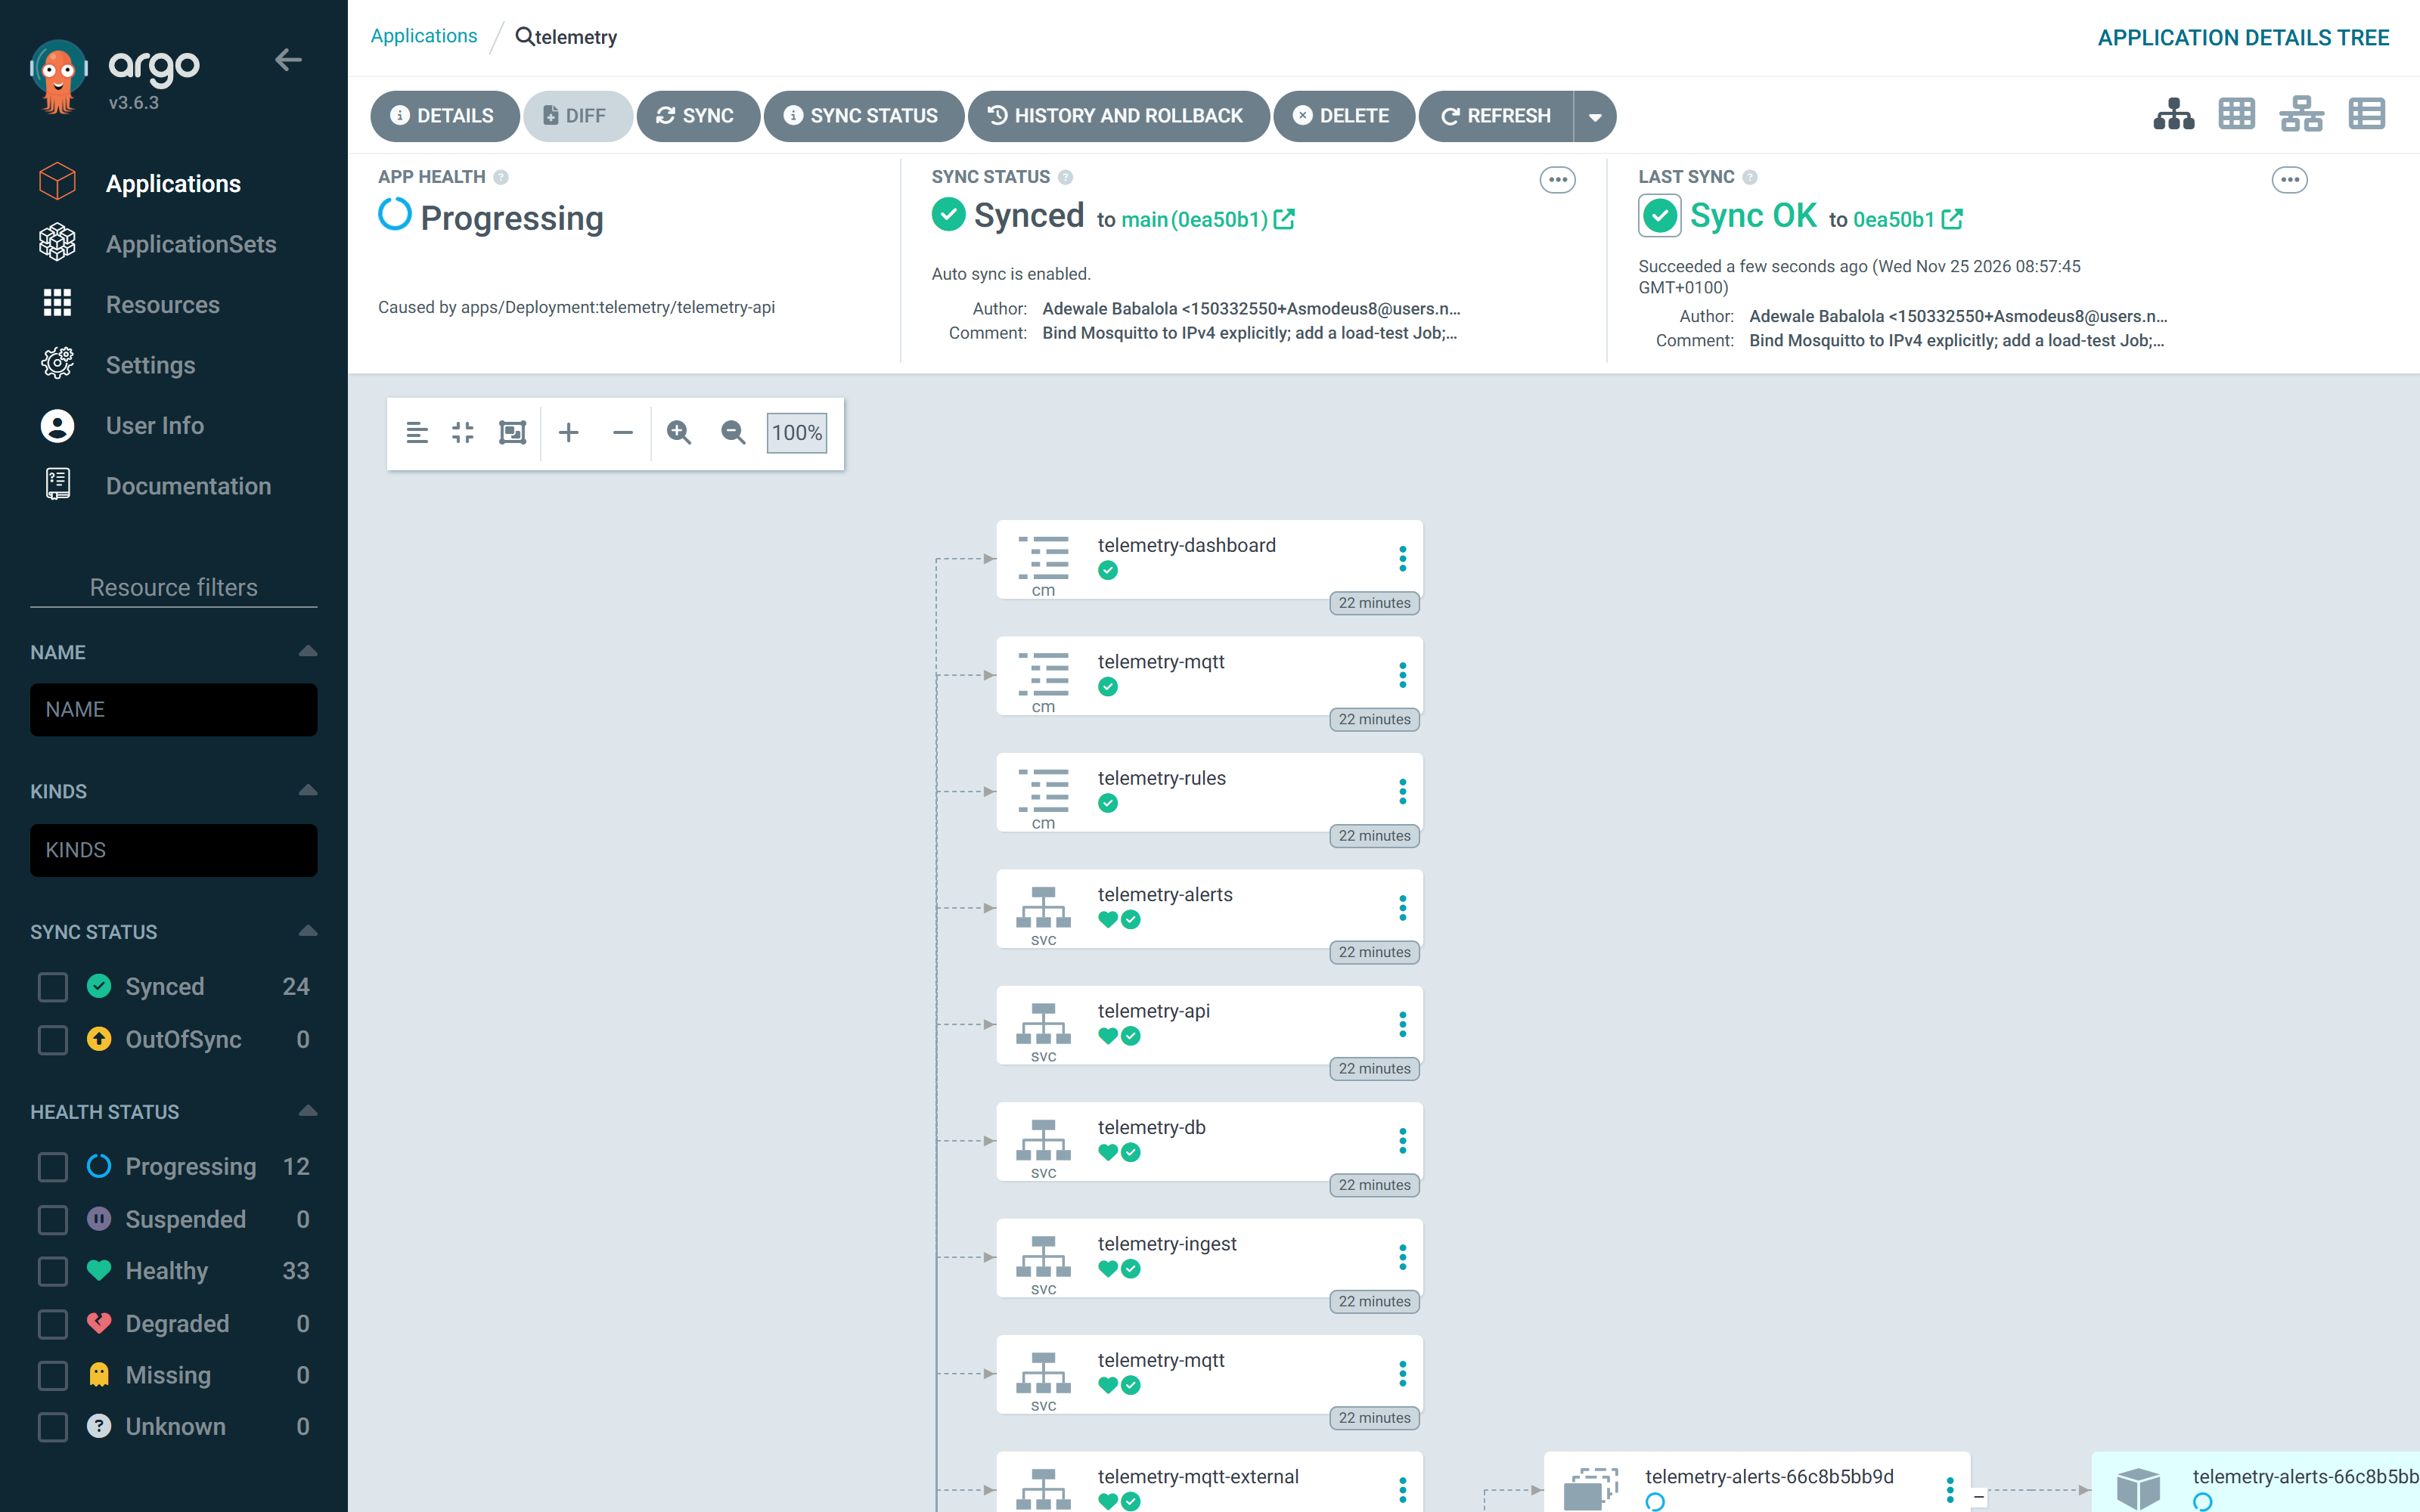 argo
v3.6.3
Applications
ApplicationSets
Resources
Settings
User Info
Documentation
Resource filters
NAME
NAME
KINDS
KINDS
SYNC STATUS
Synced 24
OutOfSync 0
HEALTH STATUS
Progressing 12
Suspended 0
Healthy 33
Degraded 0
Missing 0
Unknown 0
Applications / telemetry
APPLICATION DETAILS TREE
DETAILS DIFF SYNC SYNC STATUS HISTORY AND ROLLBACK DELETE REFRESH
APP HEALTH
Progressing
Caused by apps/Deployment:telemetry/telemetry-api
SYNC STATUS
Synced to main (0ea50b1)
Auto sync is enabled.
Author: Adewale Babalola <150332550+Asmodeus8@users.n...
Comment: Bind Mosquitto to IPv4 explicitly; add a load-test Job;...
LAST SYNC
Sync OK to 0ea50b1
Succeeded a few seconds ago (Wed Nov 25 2026 08:57:45
GMT+0100)
Author: Adewale Babalola <150332550+Asmodeus8@users.n...
Comment: Bind Mosquitto to IPv4 explicitly; add a load-test Job;...
100%
telemetry-dashboard
cm
22 minutes
telemetry-mqtt
cm
22 minutes
telemetry-rules
cm
22 minutes
telemetry-alerts
svc
22 minutes
telemetry-api
svc
22 minutes
telemetry-db
svc
22 minutes
telemetry-ingest
svc
22 minutes
telemetry-mqtt
svc
22 minutes
telemetry-mqtt-external
telemetry-alerts-66c8b5bb9d
telemetry-alerts-66c8b5bb